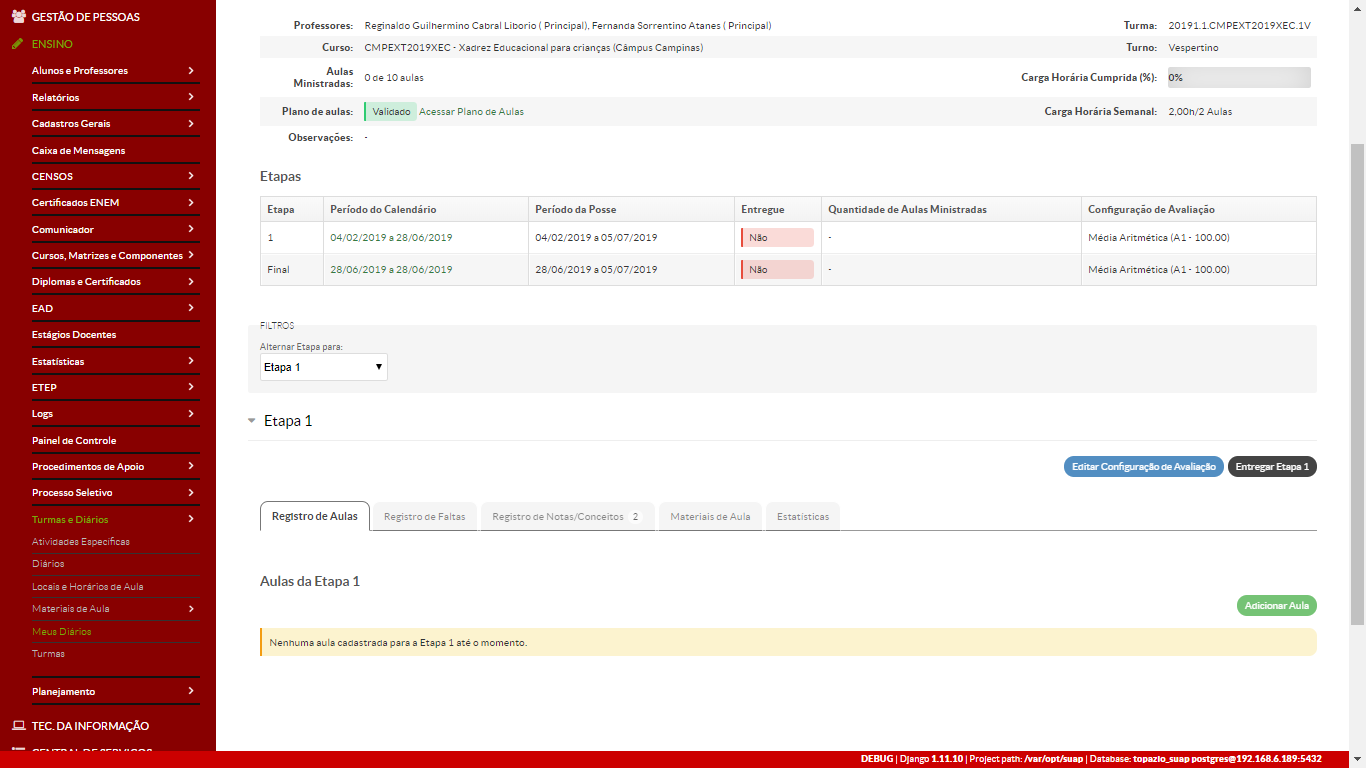 GESTÃO DE PESSOAS
ENSINO
Alunos e Professores
Relatórios
Cadastros Gerais
Caixa de Mensagens
CENSOS
Certificados ENEM
Comunicador
Cursos, Matrizes e Componentes
Diplomas e Certificados
EAD
Estágios Docentes
Estatísticas
ETEP
Logs
Painel de Controle
Procedimentos de Apoio
Processo Seletivo
Turmas e Diários
Atividades Específicas
Diários
Locais e Horários de Aula
Materiais de Aula
Meus Diários
Turmas
Planejamento
TEC. DA INFORMAÇÃO
CENTRAL DE SERVIÇOS
Professores: Reginaldo Guilhermino Cabral Liborio ( Principal), Fernanda Sorrentino Atanes ( Principal) Turma: 20191.1.CMPEXT2019XEC.1V
Curso: CMPEXT2019XEC - Xadrez Educacional para crianças (Câmpus Campinas) Turno: Vespertino
Aulas Ministradas: 0 de 10 aulas Carga Horária Cumprida (%): 0%
Plano de aulas: Validado Acessar Plano de Aulas Carga Horária Semanal: 2,00h/2 Aulas
Observações: -
Etapas
Etapa Período do Calendário Período da Posse Entregue Quantidade de Aulas Ministradas Configuração de Avaliação
1 04/02/2019 a 28/06/2019 04/02/2019 a 05/07/2019 Não - Média Aritmética (A1 - 100.00)
Final 28/06/2019 a 28/06/2019 28/06/2019 a 05/07/2019 Não - Média Aritmética (A1 - 100.00)
FILTROS
Alternar Etapa para:
Etapa 1
Etapa 1
Editar Configuração de Avaliação Entregar Etapa 1
Registro de Aulas Registro de Faltas Registro de Notas/Conceitos 2 Materiais de Aula Estatísticas
Aulas da Etapa 1
Adicionar Aula
Nenhuma aula cadastrada para a Etapa 1 até o momento.
DEBUG | Django 1.11.10 | Project path: /var/opt/suap | Database: topazio_suap postgres@192.168.6.189:5432